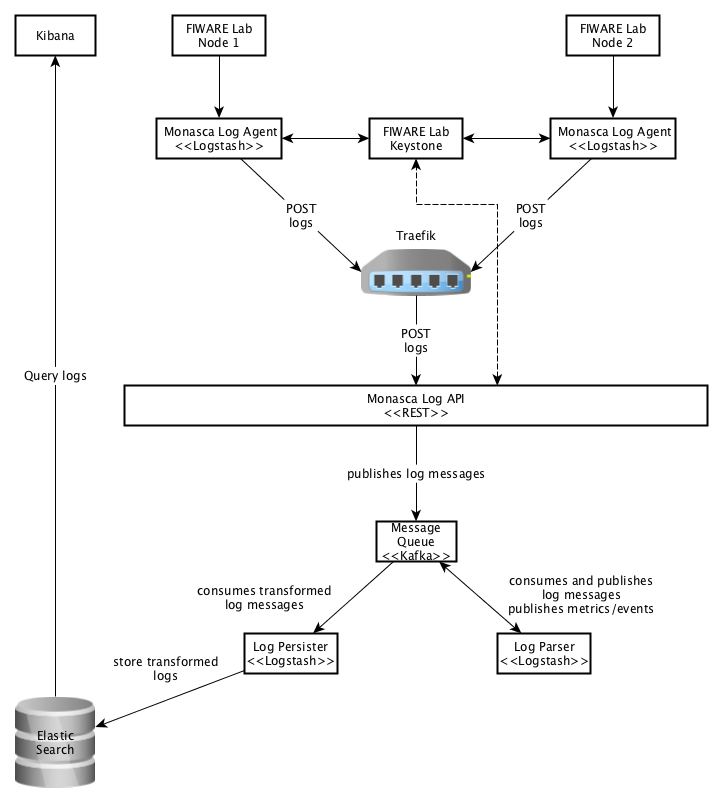 Kibana
FIWARE Lab
Node 1
FIWARE Lab
Node 2
Monasca Log Agent
<<Logstash>>
FIWARE Lab
Keystone
Monasca Log Agent
<<Logstash>>
POST
logs
POST
logs
Traefik
POST
logs
Query logs
Monasca Log API
<<REST>>
publishes log messages
Message
Queue
<<Kafka>>
consumes transformed
log messages
consumes and publishes
log messages
publishes metrics/events
Log Persister
<<Logstash>>
Log Parser
<<Logstash>>
store transformed
logs
Elastic
Search